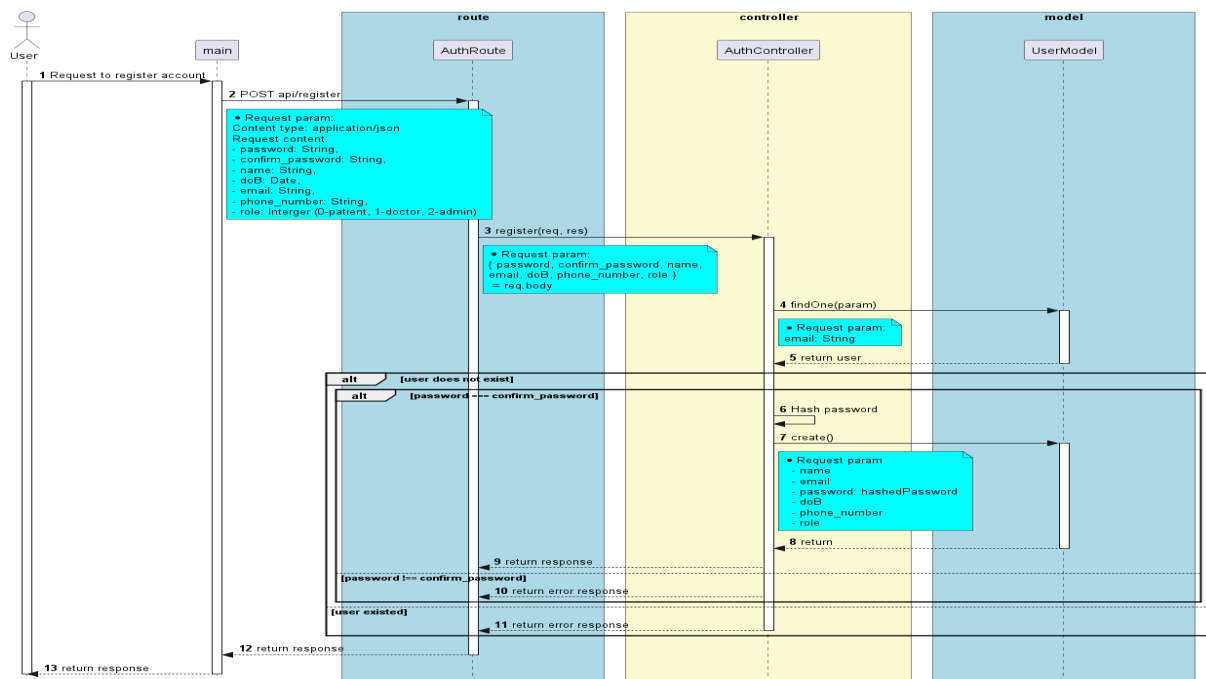 route
controller
model
User
main
AuthRoute
AuthController
UserModel
1 Request to register account
2 POST api/register
• Request param:
Content type: application/json
Request content:
- password: String,
- confirm_password: String,
- name: String,
- doB: Date,
- email: String,
- phone_number: String,
- role: Interger (0-patient, 1-doctor, 2-admin)
3 register(req, res)
• Request param:
{ password, confirm_password, name,
email, doB, phone_number, role }
= req.body
4 findOne(param)
• Request param:
email: String
5 return user
alt [user does not exist]
alt [password === confirm_password]
6 Hash password
7 create()
• Request param
- name
- email
- password: hashedPassword
- doB
- phone_number
- role
8 return
9 return response
[password !== confirm_password]
10 return error response
[user existed]
11 return error response
12 return response
13 return response